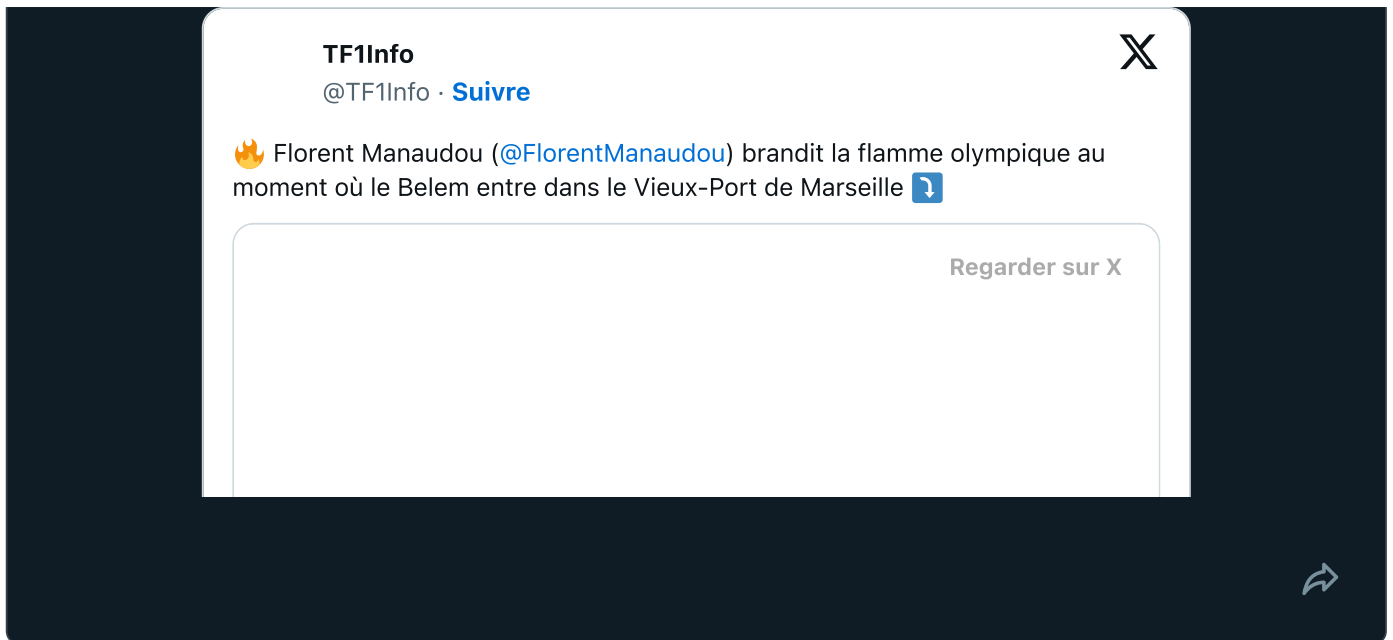 TF1Info
@TF1Info · Suivre
🔥 Florent Manaudou (@FlorentManaudou) brandit la flamme olympique au
moment où le Belem entre dans le Vieux-Port de Marseille ⤵️
Regarder sur X